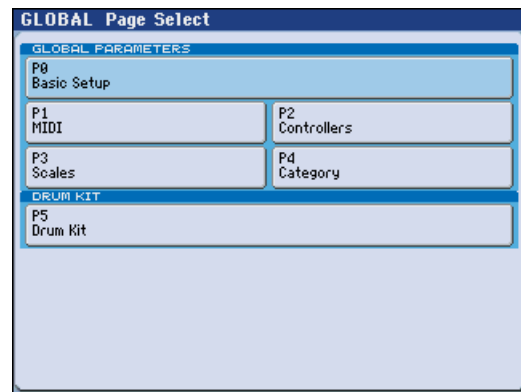 GLOBAL Page Select
GLOBAL PARAMETERS
P0
Basic Setup
P1
MIDI
P2
Controllers
P3
Scales
P4
Category
DRUM KIT
P5
Drum Kit